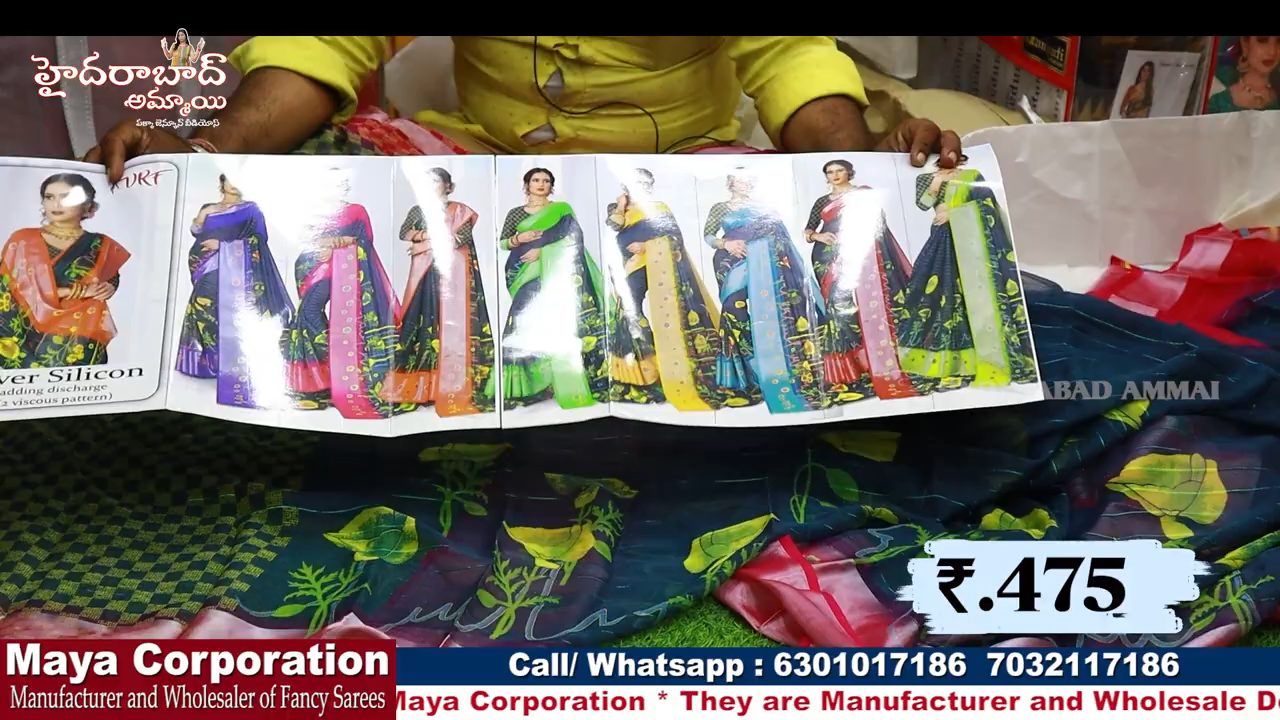 హైదరాబాద్
అమ్మాయి
పక్కా జెన్యూన్ వీడియోస్
VRF
ver Silicon
adding discharge
2 viscous pattern)
ABAD AMMAI
₹.475
Maya Corporation
Manufacturer and Wholesaler of Fancy Sarees
Call/ Whatsapp : 6301017186 7032117186
Maya Corporation * They are Manufacturer and Wholesale D